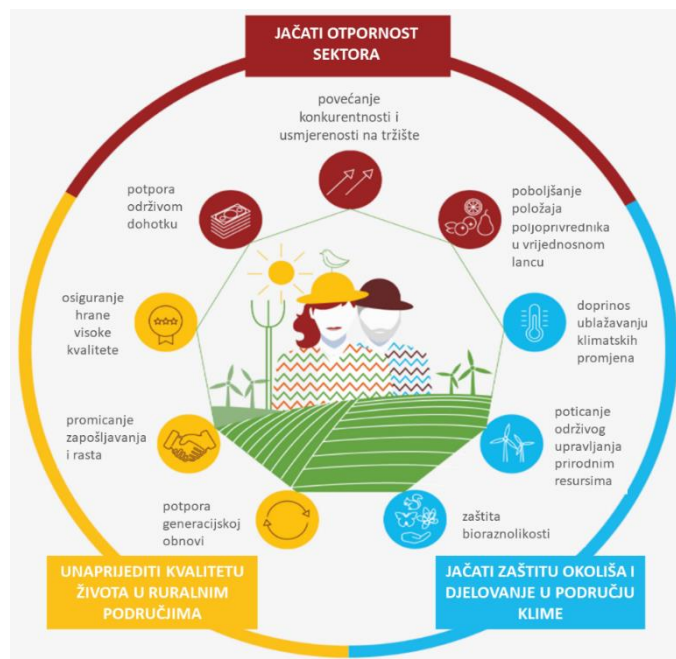 JAČATI OTPORNOST
SEKTORA
povećanje
konkurentnosti i
usmjerenosti na tržište
potpora
održivom
dohotku
poboljšanje
položaja
poljoprivrednika
u vrijednosnom
lancu
osiguranje
hrane
visoke
kvalitete
doprinos
ublažavanju
klimatskih
promjena
promicanje
zapošljavanja
i rasta
poticanje
održivog
upravljanja
prirodnim
resursima
potpora
generacijskoj
obnovi
zaštita
bioraznolikosti
UNAPRIJEDITI KVALITETU
ŽIVOTA U RURALNIM
PODRUČJIMA
JAČATI ZAŠTITU OKOLIŠA I
DJELOVANJE U PODRUČJU
KLIME